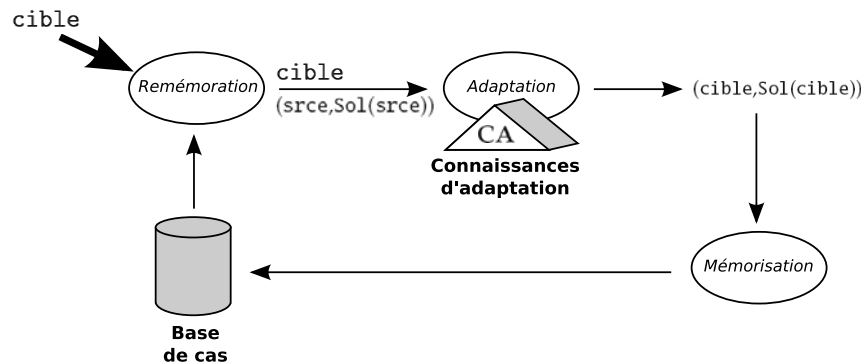 cible
Remémoration
cible
(srce,Sol(srce))
Adaptation
CA
Connaissances
d'adaptation
(cible,Sol(cible))
Mémorisation
Base
de cas